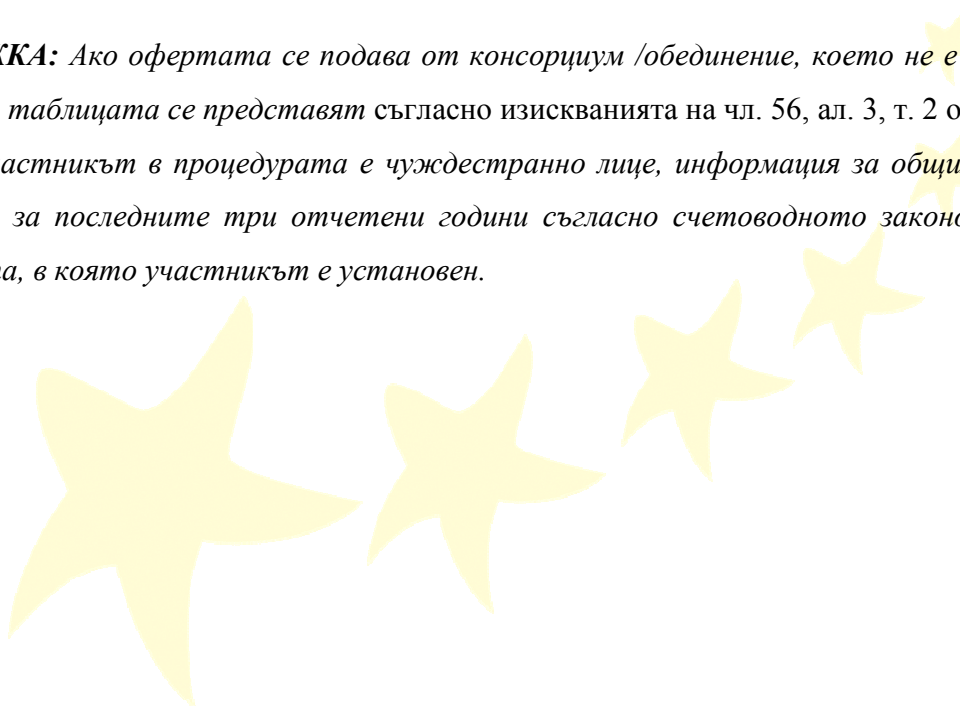 ЖКА: Ако офертата се подава от консорциум /обединение, което не е
таблицата се представят съгласно изискванията на чл. 56, ал. 3, т. 2 о
астникът в процедурата е чуждестранно лице, информация за общи
за последните три отчетени години съгласно счетоводното законо
а, в която участникът е установен.